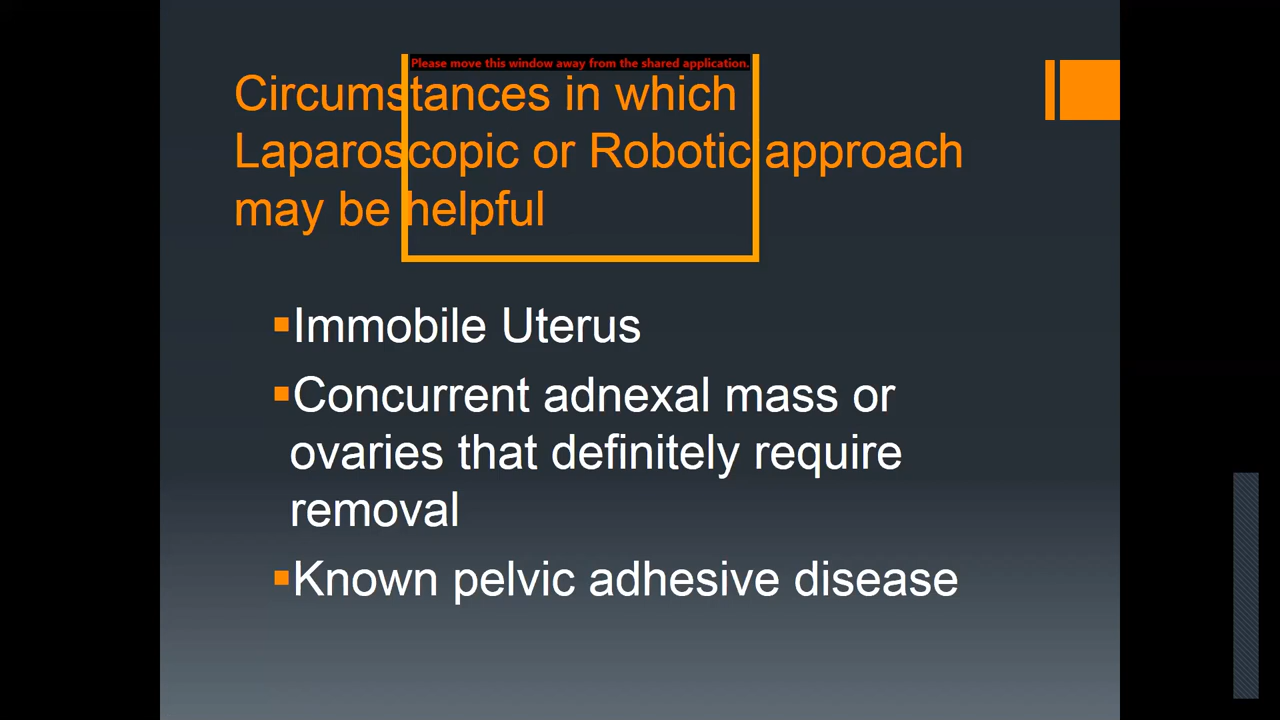 Please move this window away from the shared application.
Circumstances in which
Laparoscopic or Robotic approach
may be helpful
Immobile Uterus
Concurrent adnexal mass or
ovaries that definitely require
removal
Known pelvic adhesive disease